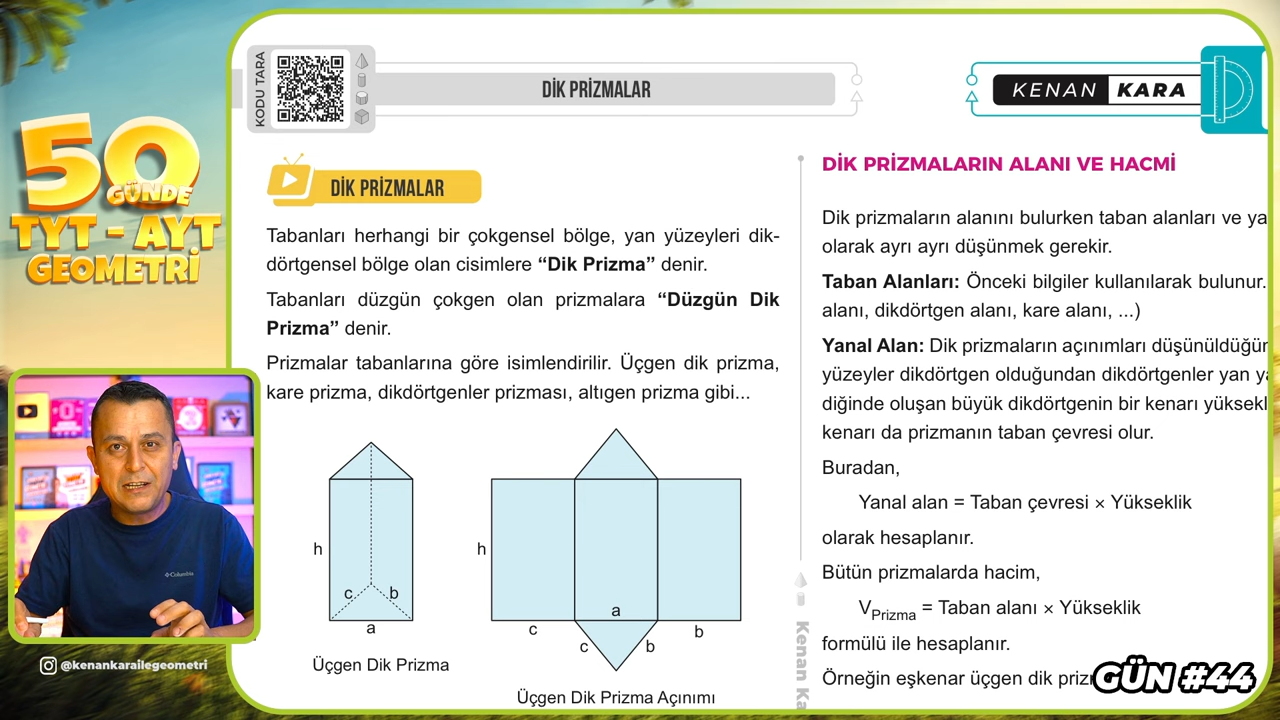 50
GÜNDE
TYT - AYT
GEOMETRİ
@kenankarailegeometri
KODU TARA
DİK PRİZMALAR
KENAN KARA
DİK PRİZMALAR
Tabanları herhangi bir çokgensel bölge, yan yüzeyleri dik-
dörtgensel bölge olan cisimlere “Dik Prizma” denir.
Tabanları düzgün çokgen olan prizmalara “Düzgün Dik
Prizma” denir.
Prizmalar tabanlarına göre isimlendirilir. Üçgen dik prizma,
kare prizma, dikdörtgenler prizması, altıgen prizma gibi...
h
c
b
a
Üçgen Dik Prizma
h
a
c
b
c
b
Üçgen Dik Prizma Açınımı
DİK PRİZMALARIN ALANI VE HACMİ
Dik prizmaların alanını bulurken taban alanları ve ya
olarak ayrı ayrı düşünmek gerekir.
Taban Alanları: Önceki bilgiler kullanılarak bulunur.
alanı, dikdörtgen alanı, kare alanı, ...)
Yanal Alan: Dik prizmaların açınımları düşünüldüğün
yüzeyler dikdörtgen olduğundan dikdörtgenler yan ya
diğinde oluşan büyük dikdörtgenin bir kenarı yüksekl
kenarı da prizmanın taban çevresi olur.
Buradan,
Yanal alan = Taban çevresi × Yükseklik
olarak hesaplanır.
Bütün prizmalarda hacim,
VPrizma = Taban alanı × Yükseklik
formülü ile hesaplanır.
Örneğin eşkenar üçgen dik priz
Kenan Ka
GÜN #44
Columbia